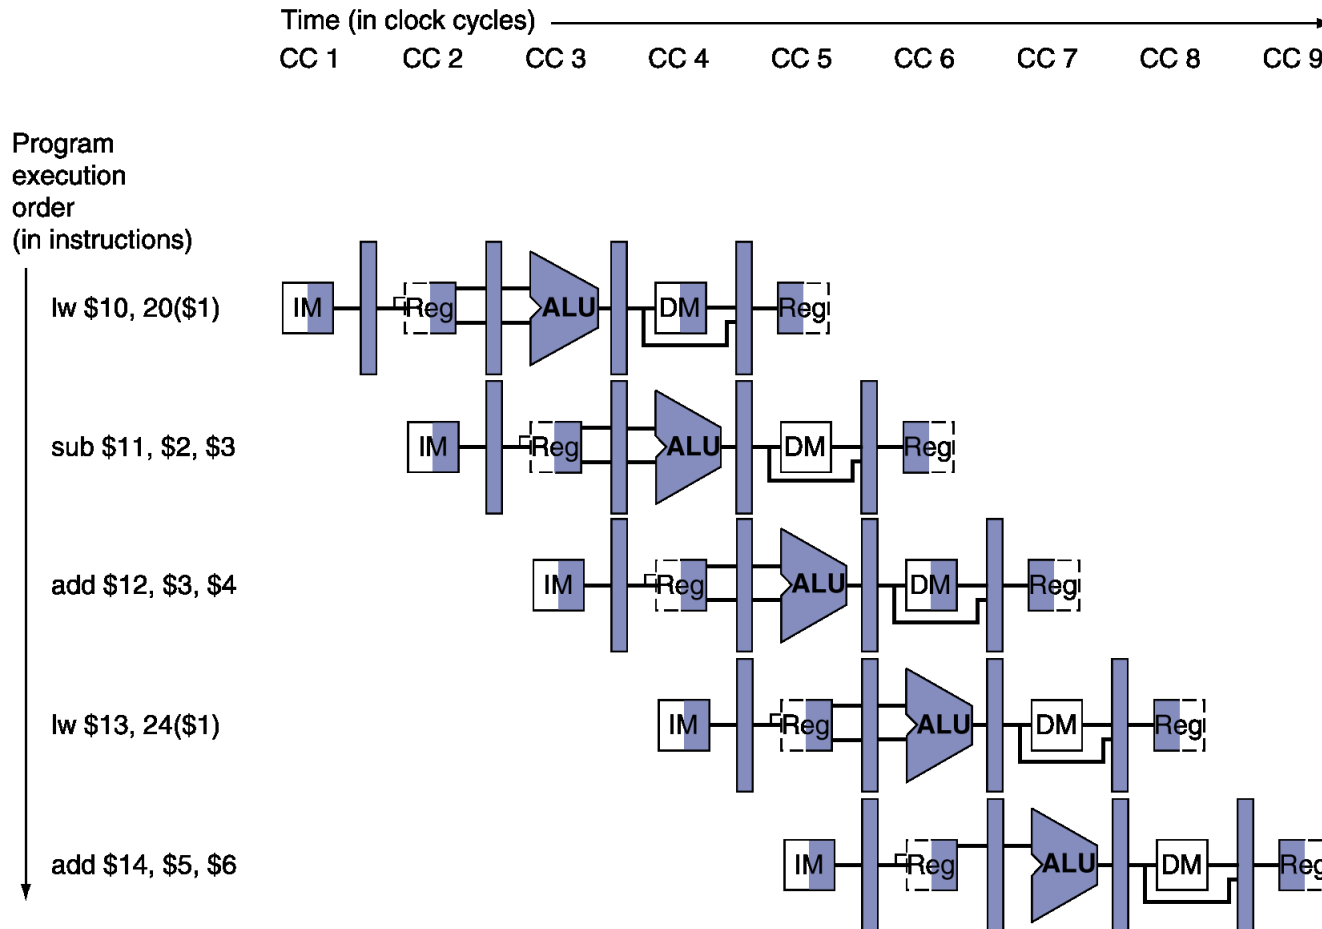 Time (in clock cycles)
CC 1 CC 2 CC 3 CC 4 CC 5 CC 6 CC 7 CC 8 CC 9
Program
execution
order
(in instructions)
lw $10, 20($1) IM Reg ALU DM Reg
sub $11, $2, $3 IM Reg ALU DM Reg
add $12, $3, $4 IM Reg ALU DM Reg
lw $13, 24($1) IM Reg ALU DM Reg
add $14, $5, $6 IM Reg ALU DM Reg